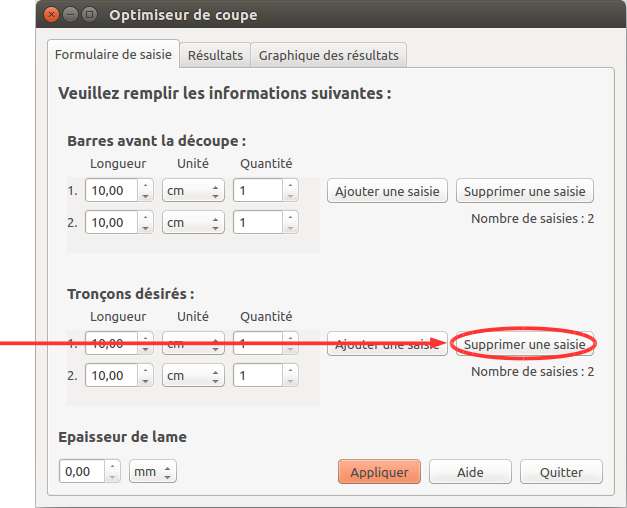 Optimiseur de coupe
Formulaire de saisie Résultats Graphique des résultats
Veuillez remplir les informations suivantes :
Barres avant la découpe :
Longueur Unité Quantité
1. 10,00 cm 1 Ajouter une saisie Supprimer une saisie
2. 10,00 cm 1 Nombre de saisies : 2
Tronçons désirés :
Longueur Unité Quantité
1. 10,00 cm 1 Ajouter une saisie Supprimer une saisie
2. 10,00 cm 1 Nombre de saisies : 2
Epaisseur de lame
0,00 mm Appliquer Aide Quitter